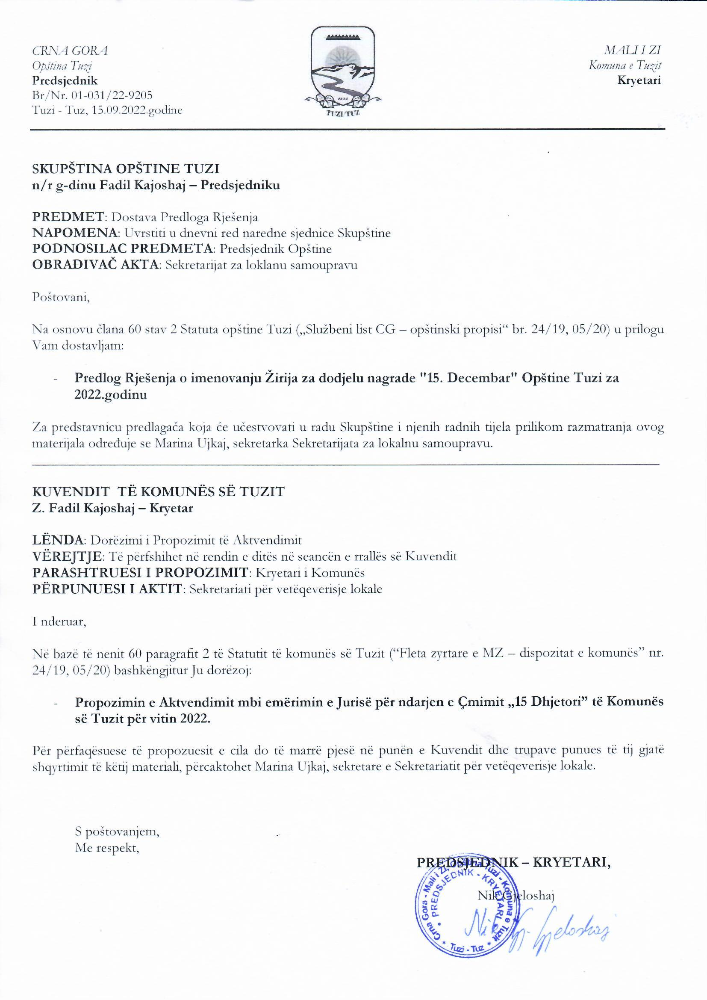 CRNA GORA
Opština Tuzi
Predsjednik
Br/Nr. 01-031/22-9205
Tuzi - Tuz, 15.09.2022.godine
TUZI TUZ
MALI I ZI
Komuna e Tuzit
Kryetari
SKUPŠTINA OPŠTINE TUZI
n/r g-dinu Fadil Kajoshaj – Predsjedniku
PREDMET: Dostava Predloga Rješenja
NAPOMENA: Uvrstiti u dnevni red naredne sjednice Skupštine
PODNOSILAC PREDMETA: Predsjednik Opštine
OBRAĐIVAČ AKTA: Sekretarijat za loklanu samoupravu
Poštovani,
Na osnovu člana 60 stav 2 Statuta opštine Tuzi („Službeni list CG – opštinski propisi“ br. 24/19, 05/20) u prilogu
Vam dostavljam:
- Predlog Rješenja o imenovanju Žirija za dodjelu nagrade "15. Decembar" Opštine Tuzi za
2022.godinu
Za predstavnicu predlagača koja će učestvovati u radu Skupštine i njenih radnih tijela prilikom razmatranja ovog
materijala određuje se Marina Ujkaj, sekretarka Sekretarijata za lokalnu samoupravu.
KUVENDIT TË KOMUNËS SË TUZIT
Z. Fadil Kajoshaj – Kryetar
LËNDA: Dorëzimi i Propozimit të Aktvendimit
VËREJTJE: Të përfshihet në rendin e ditës në seancën e rrallës së Kuvendit
PARASHTRUESI I PROPOZIMIT: Kryetari i Komunës
PËRPUNUESI I AKTIT: Sekretariati për vetëqeverisje lokale
I nderuar,
Në bazë të nenit 60 paragrafit 2 të Statutit të komunës së Tuzit (“Fleta zyrtare e MZ – dispozitat e komunës” nr.
24/19, 05/20) bashkëngjitur Ju dorëzoj:
- Propozimin e Aktvendimit mbi emërimin e Jurisë për ndarjen e Çmimit „15 Dhjetori” të Komunës
së Tuzit për vitin 2022.
Për përfaqësuese të propozuesit e cila do të marrë pjesë në punën e Kuvendit dhe trupave punues të tij gjatë
shqyrtimit të këtij materiali, përcaktohet Marina Ujkaj, sekretare e Sekretariatit për vetëqeverisje lokale.
S poštovanjem,
Me respekt,
PREDSJEDNIK – KRYETARI,
Nik Gjeloshaj
Crna Gora - Mali i Zi, Opština Tuzi - Komuna e Tuzit
PREDSJEDNIK - KRYETARI
Tuzi - Tuz
Nik Gjeloshaj